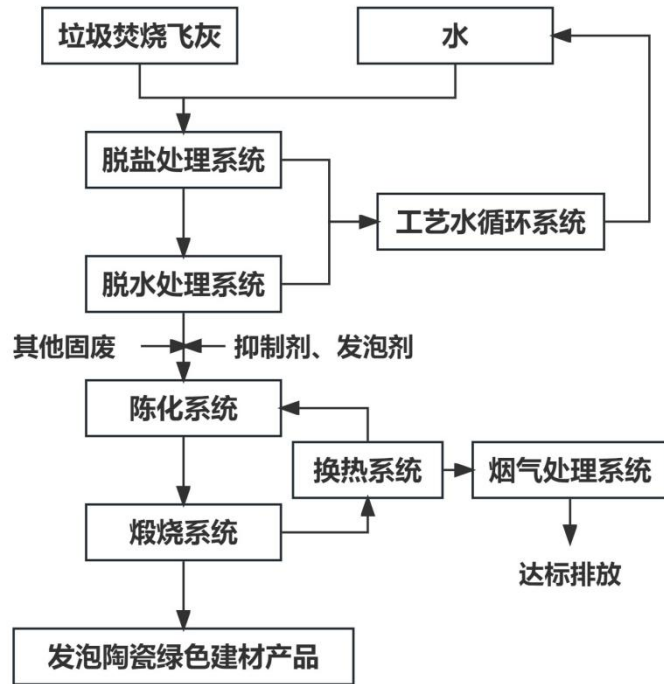 垃圾焚烧飞灰
水
脱盐处理系统
工艺水循环系统
脱水处理系统
其他固废
抑制剂、发泡剂
陈化系统
换热系统
烟气处理系统
煅烧系统
达标排放
发泡陶瓷绿色建材产品